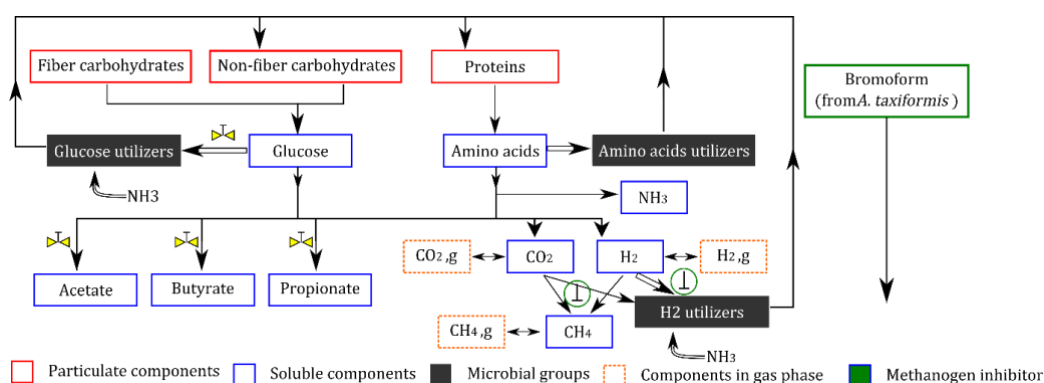 Fiber carbohydrates
Non-fiber carbohydrates
Proteins
Bromoform
(fromA. taxiformis )
Glucose utilizers
Glucose
Amino acids
Amino acids utilizers
NH3
NH3
CO2 ,g
CO2
H2
H2 ,g
Acetate
Butyrate
Propionate
H2 utilizers
CH4 ,g
CH4
NH3
Particulate components
Soluble components
Microbial groups
Components in gas phase
Methanogen inhibitor